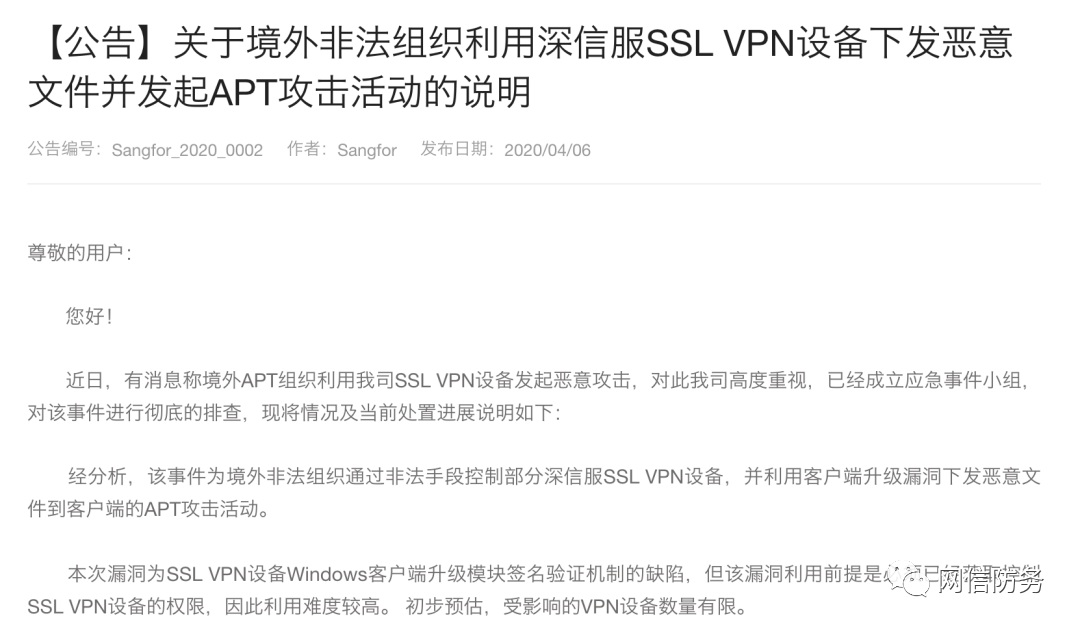 【公告】关于境外非法组织利用深信服SSL VPN设备下发恶意
文件并发起APT攻击活动的说明
公告编号： Sangfor_2020_0002 作者： Sangfor 发布日期： 2020/04/06
尊敬的用户：
您好！
近日，有消息称境外APT组织利用我司SSL VPN设备发起恶意攻击，对此我司高度重视，已经成立应急事件小组，
对该事件进行彻底的排查，现将情况及当前处置进展说明如下：
经分析，该事件为境外非法组织通过非法手段控制部分深信服SSL VPN设备，并利用客户端升级漏洞下发恶意文
件到客户端的APT攻击活动。
本次漏洞为SSL VPN设备Windows客户端升级模块签名验证机制的缺陷，但该漏洞利用前提是
SSL VPN设备的权限，因此利用难度较高。 初步预估，受影响的VPN设备数量有限。
网信防务